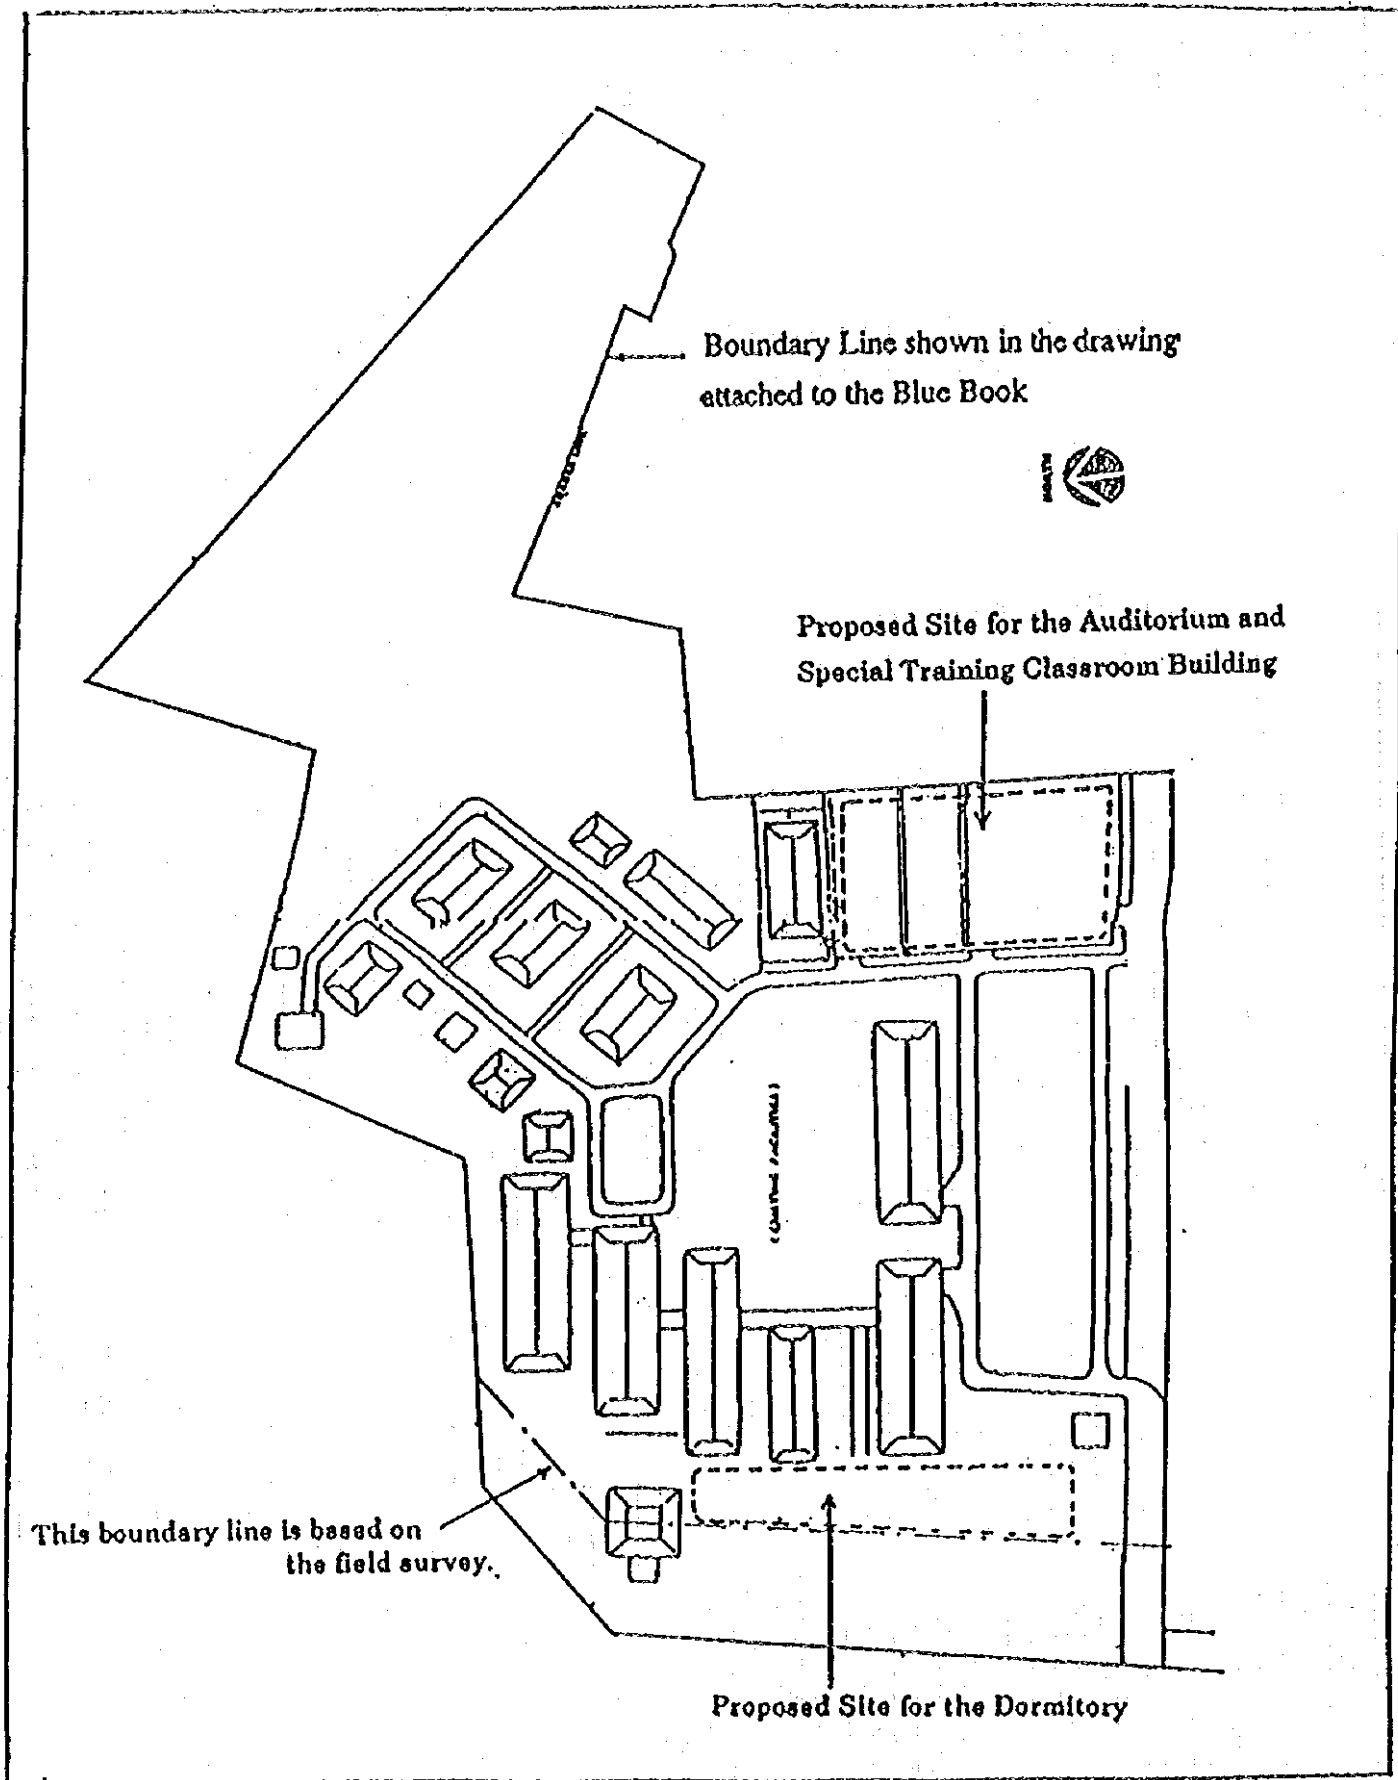 Boundary Line shown in the drawing
attached to the Blue Book
NORTH
Proposed Site for the Auditorium and
Special Training Classroom Building
This boundary line is based on
the field survey.
Proposed Site for the Dormitory